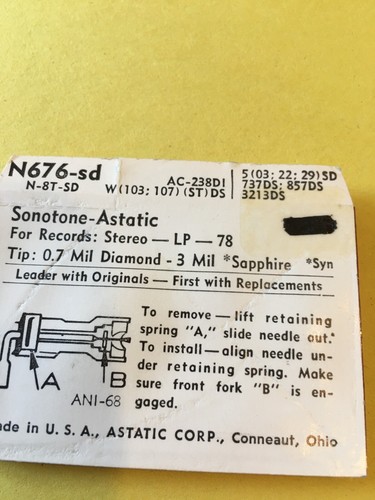 N676-sd
N-8T-SD
AC-238DI
W(103; 107) (ST)DS
5(03; 22; 29)SD
737DS; 857DS
3213DS
Sonotone-Astatic
For Records: Stereo — LP — 78
Tip: 0.7 Mil Diamond - 3 Mil *Sapphire *Syn
Leader with Originals — First with Replacements
To remove — lift retaining
spring "A," slide needle out.
To install — align needle un-
der retaining spring. Make
sure front fork "B" is en-
gaged.
A
B
ANI-68
ade in U. S. A., ASTATIC CORP., Conneaut, Ohio